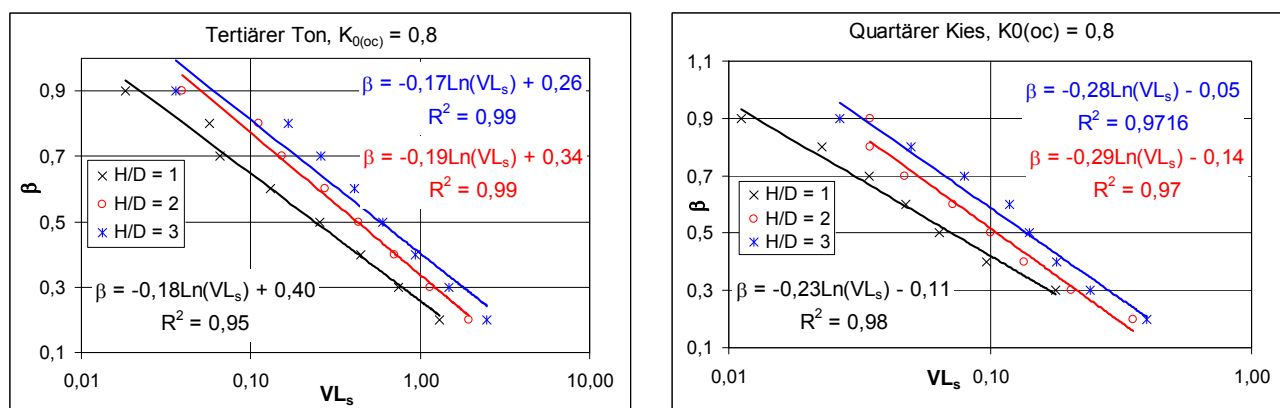 Tertiärer Ton, K0(oc) = 0,8
β = -0,17Ln(VLs) + 0,26
R2 = 0,99
β = -0,19Ln(VLs) + 0,34
R2 = 0,99
H/D = 1
H/D = 2
H/D = 3
β = -0,18Ln(VLs) + 0,40
R2 = 0,95
β
0,9
0,7
0,5
0,3
0,1
0,01
0,10
1,00
10,00
VLs
Quartärer Kies, K0(oc) = 0,8
β = -0,28Ln(VLs) - 0,05
R2 = 0,9716
β = -0,29Ln(VLs) - 0,14
R2 = 0,97
H/D = 1
H/D = 2
H/D = 3
β = -0,23Ln(VLs) - 0,11
R2 = 0,98
β
1,1
0,9
0,7
0,5
0,3
0,1
0,01
0,10
1,00
VLs